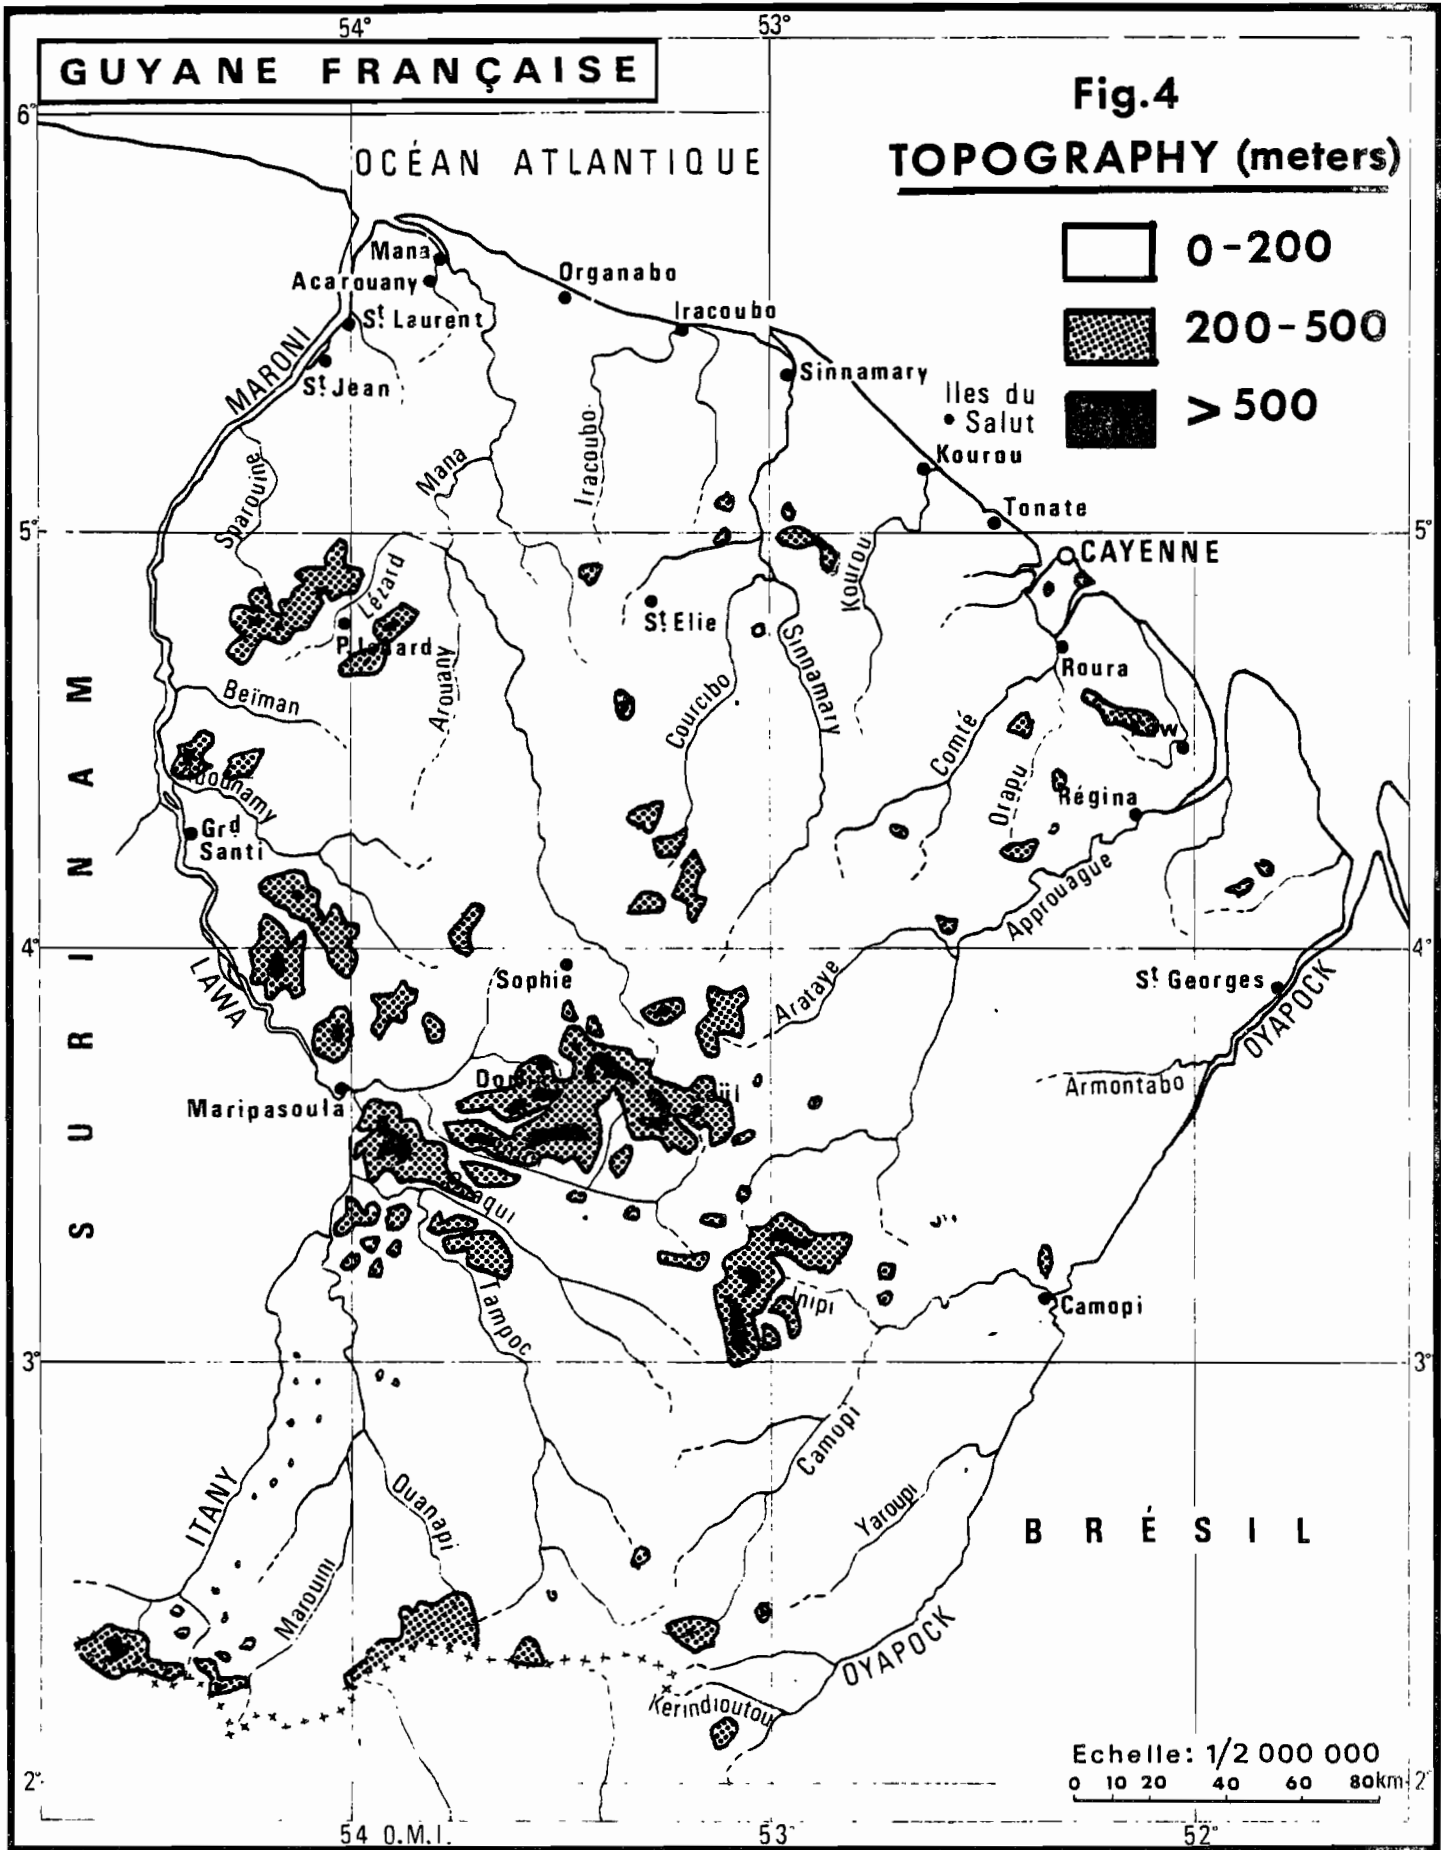 54°
53°
GUYANE FRANÇAISE
Fig.4
6°
TOPOGRAPHY (meters)
OCÉAN ATLANTIQUE
0-200
Mana
Organabo
Acarouany
Iracoubo
200-500
St Laurent
MARONI
Sinnamary
St Jean
Iles du
Salut
> 500
Kourou
Mana
Iracoubo
Sparouine
Tonate
5°
5°
CAYENNE
Kourou
Lézard
St Elie
Sinnamary
Roura
Arouany
Beïman
Courcibo
Comté
Orapu
Régina
Grd
Santi
Approuague
4°
4°
Sophie
St Georges
LAWA
Arataye
OYAPOCK
Armontabo
Maripasoula
SURINAM
Inipi
Camopi
Tampoc
3°
3°
Camopi
ITANY
Ouanapi
Yaroupi
BRÉSIL
Marouini
OYAPOCK
Kerindioutou
Echelle: 1/2 000 000
0 10 20 40 60 80km
2°
2°
54 O.M.I.
53°
52°